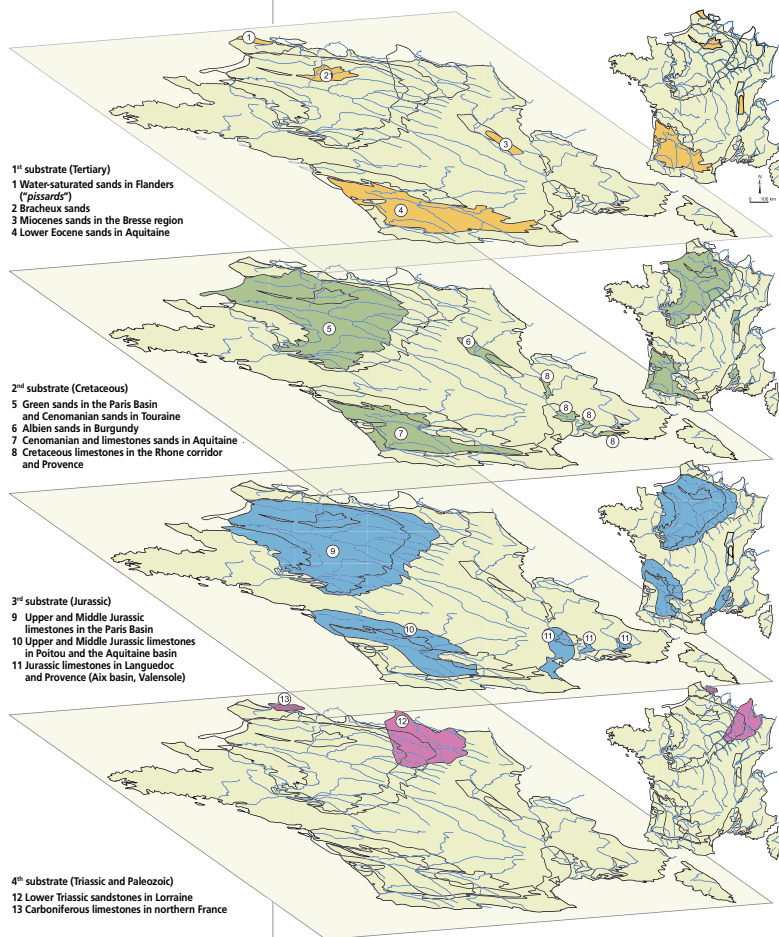 1
2
3
4
1st substrate (Tertiary)
1 Water-saturated sands in Flanders
("pissards")
2 Bracheux sands
3 Miocenes sands in the Bresse region
4 Lower Eocene sands in Aquitaine
N
0 100 km
5
6
8
8
8
7
8
2nd substrate (Cretaceous)
5 Green sands in the Paris Basin
and Cenomanian sands in Touraine
6 Albien sands in Burgundy
7 Cenomanian and limestones sands in Aquitaine
8 Cretaceous limestones in the Rhone corridor
and Provence
9
10
11
11
11
3rd substrate (Jurassic)
9 Upper and Middle Jurassic
limestones in the Paris Basin
10 Upper and Middle Jurassic limestones
in Poitou and the Aquitaine basin
11 Jurassic limestones in Languedoc
and Provence (Aix basin, Valensole)
13
12
4th substrate (Triassic and Paleozoic)
12 Lower Triassic sandstones in Lorraine
13 Carboniferous limestones in northern France